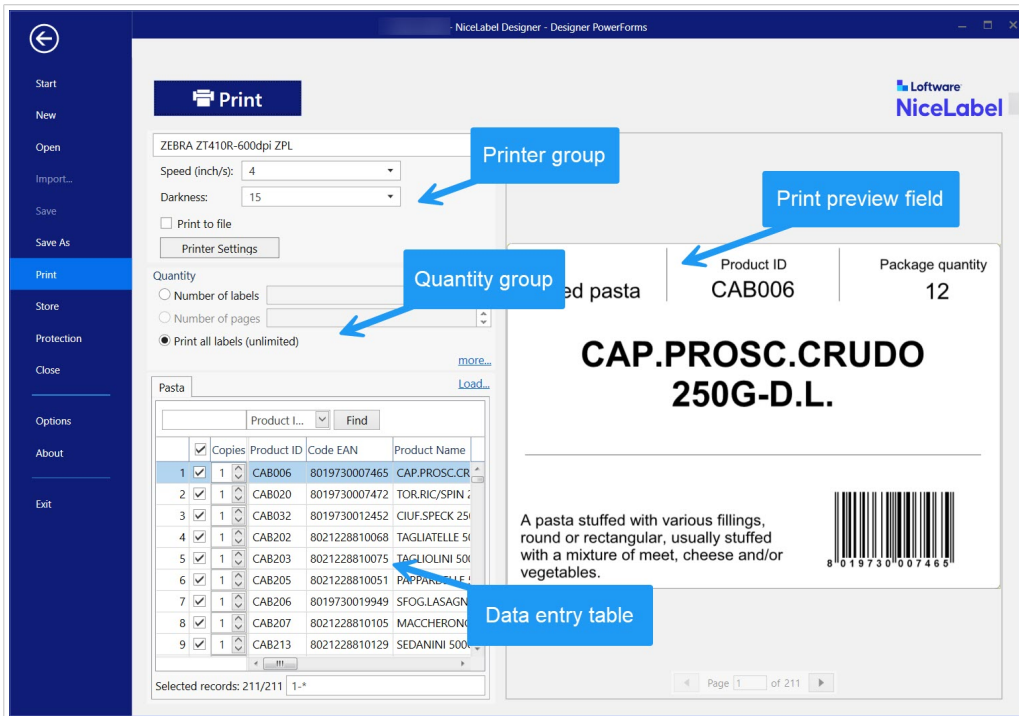 - NiceLabel Designer - Designer PowerForms
Start
New
Open
Import...
Save
Save As
Print
Store
Protection
Close
Options
About
Exit
Print
Loftware
NiceLabel
ZEBRA ZT410R-600dpi ZPL
Speed (inch/s): 4
Darkness: 15
Print to file
Printer Settings
Printer group
Quantity
Number of labels
Number of pages
Print all labels (unlimited)
more...
Quantity group
Pasta
Load...
Product I... Find
Copies Product ID Code EAN Product Name
1 1 CAB006 8019730007465 CAP.PROSC.CR
2 1 CAB020 8019730007472 TOR.RIC/SPIN 2
3 1 CAB032 8019730012452 CIUF.SPECK 25
4 1 CAB202 8021228810068 TAGLIATELLE 5
5 1 CAB203 8021228810075 TAGLIOLINI 50
6 1 CAB205 8021228810051 PAPPARDELLE
7 1 CAB206 8019730019949 SFOG.LASAGN
8 1 CAB207 8021228810105 MACCHERON
9 1 CAB213 8021228810129 SEDANINI 500
Data entry table
Selected records: 211/211 1-*
Print preview field
ed pasta
Product ID
CAB006
Package quantity
12
CAP.PROSC.CRUDO
250G-D.L.
A pasta stuffed with various fillings,
round or rectangular, usually stuffed
with a mixture of meet, cheese and/or
vegetables.
8 019730 007465
Page 1 of 211